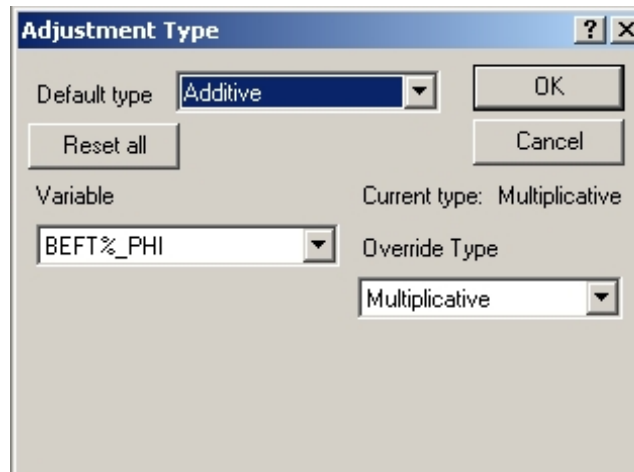 Adjustment Type
Default type Additive OK
Reset all Cancel
Variable Current type: Multiplicative
BEFT%_PHI Override Type
Multiplicative